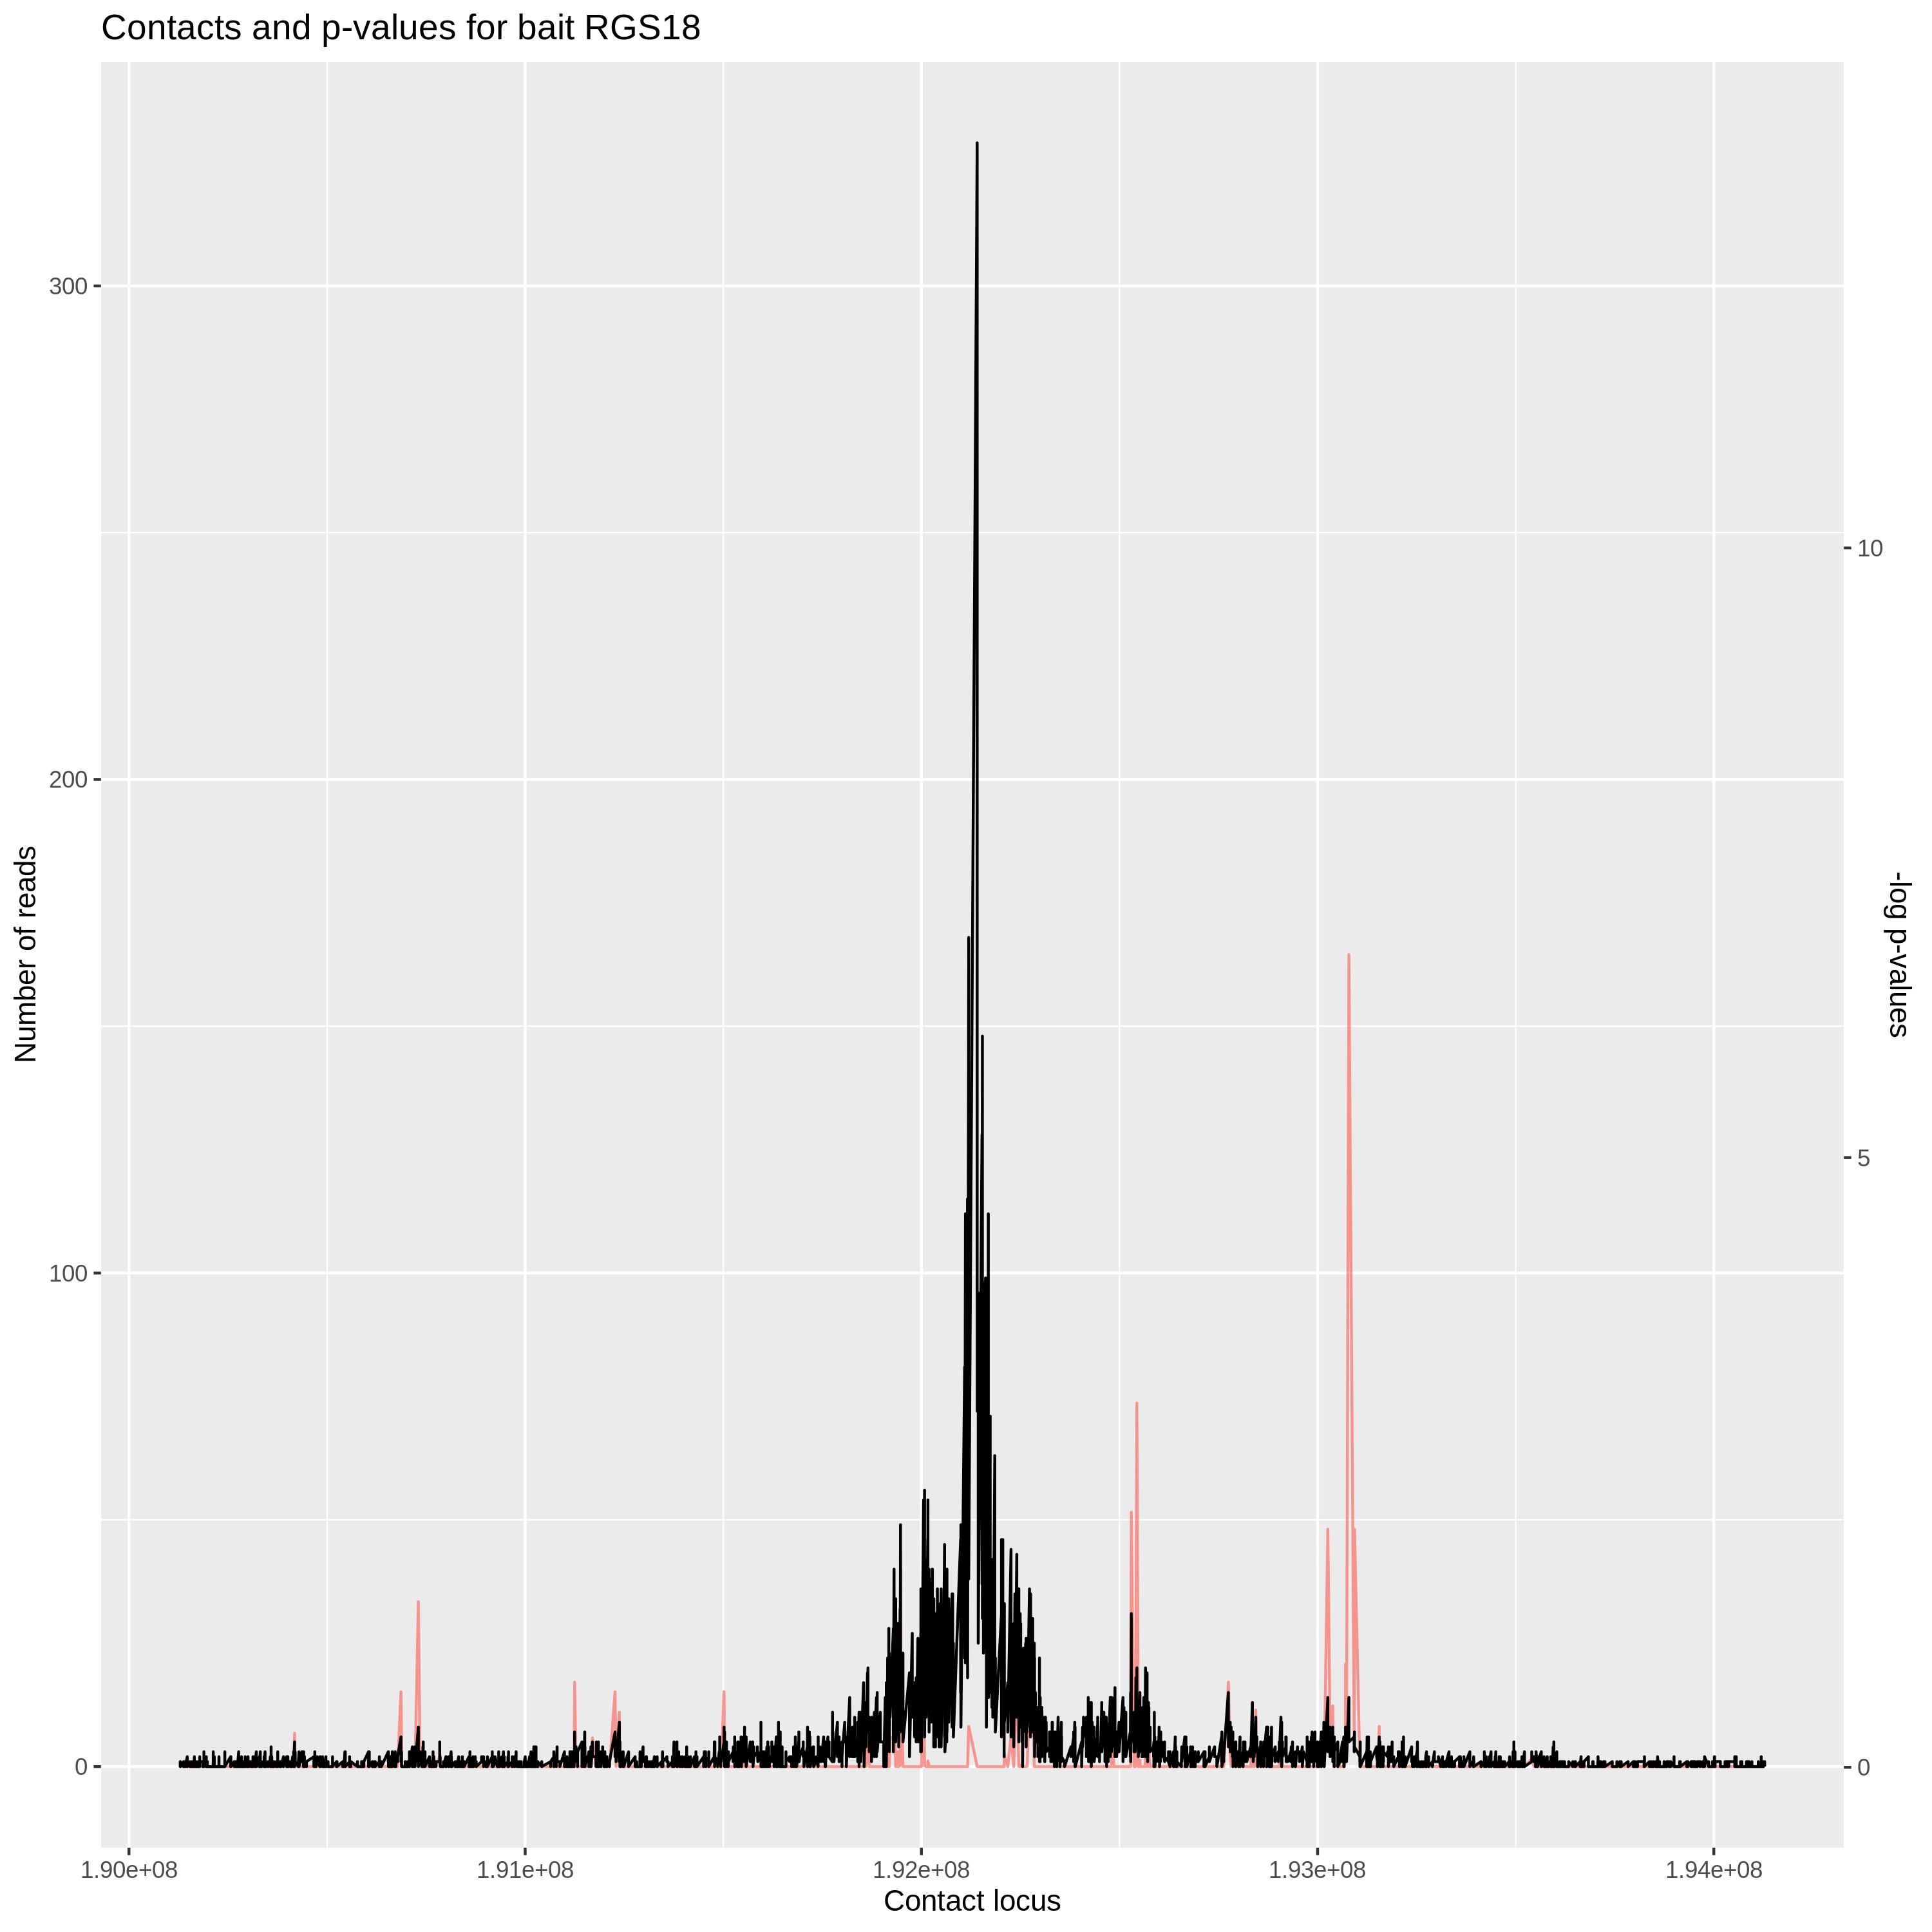 Contacts and p-values for bait RGS18
Number of reads
300
200
100
0
10
5
0
-log p-values
1.90e+08 1.91e+08 1.92e+08 1.93e+08 1.94e+08
Contact locus